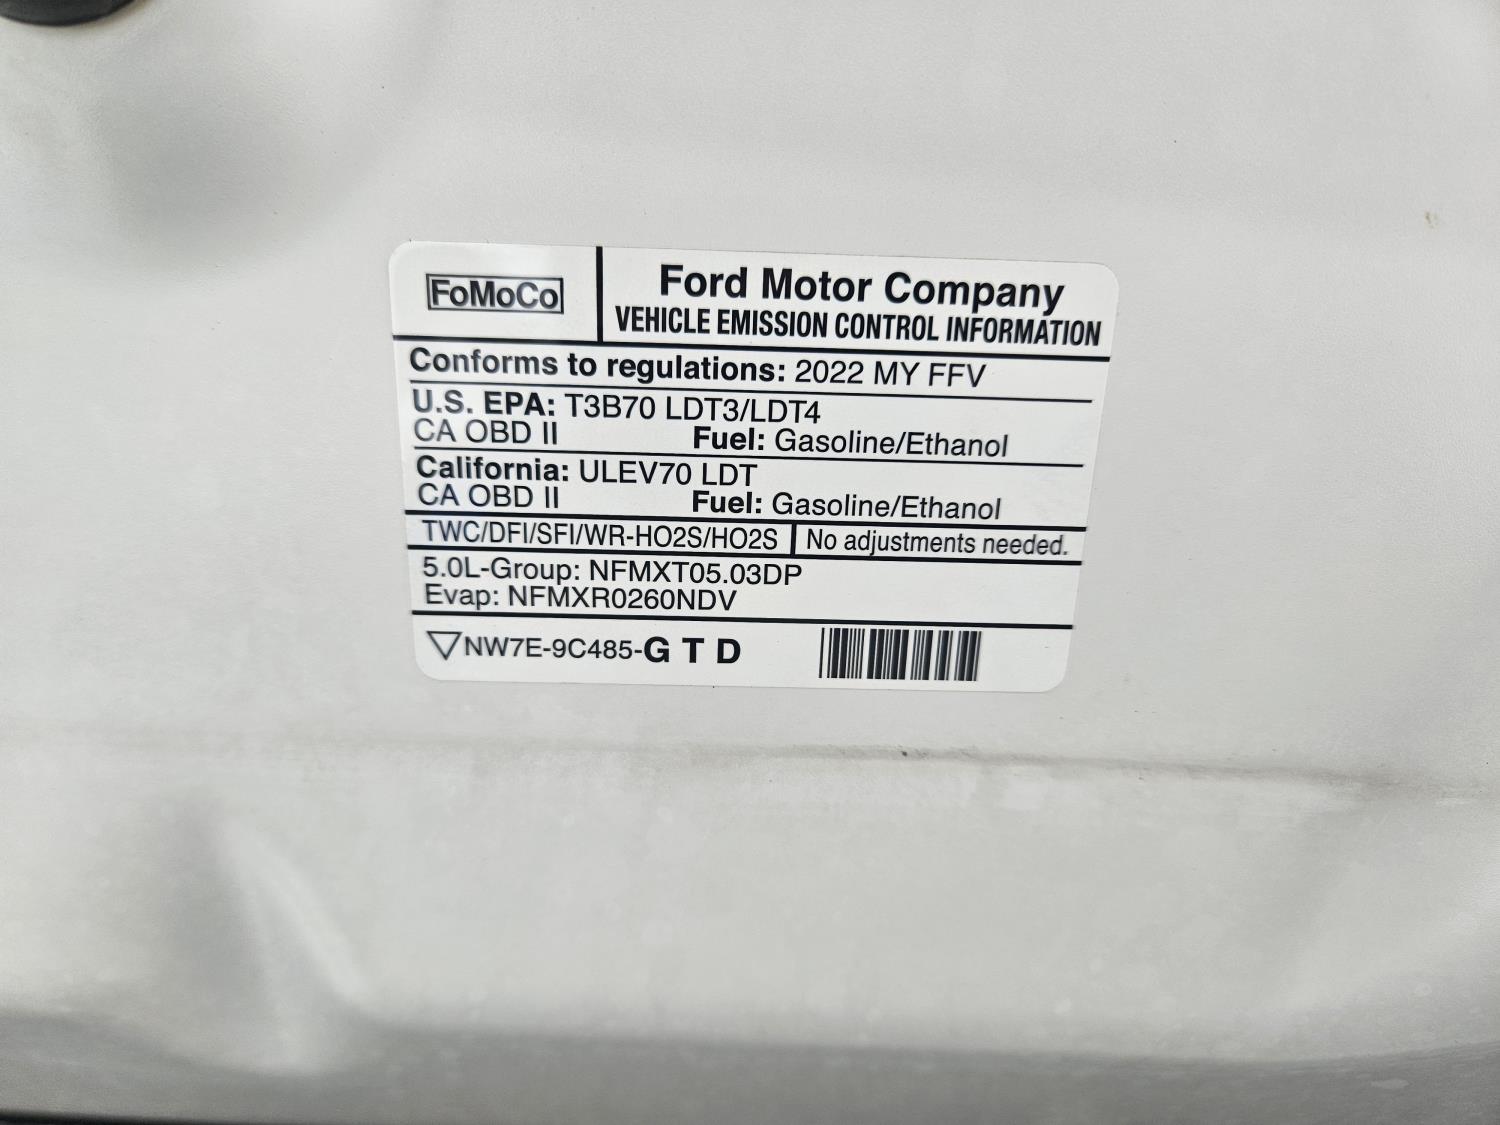 FoMoCo
Ford Motor Company
VEHICLE EMISSION CONTROL INFORMATION
Conforms to regulations: 2022 MY FFV
U.S. EPA: T3B70 LDT3/LDT4
CA OBD II Fuel: Gasoline/Ethanol
California: ULEV70 LDT
CA OBD II Fuel: Gasoline/Ethanol
TWC/DFI/SFI/WR-HO2S/HO2S No adjustments needed.
5.0L-Group: NFMXT05.03DP
Evap: NFMXR0260NDV
NW7E-9C485-G T D